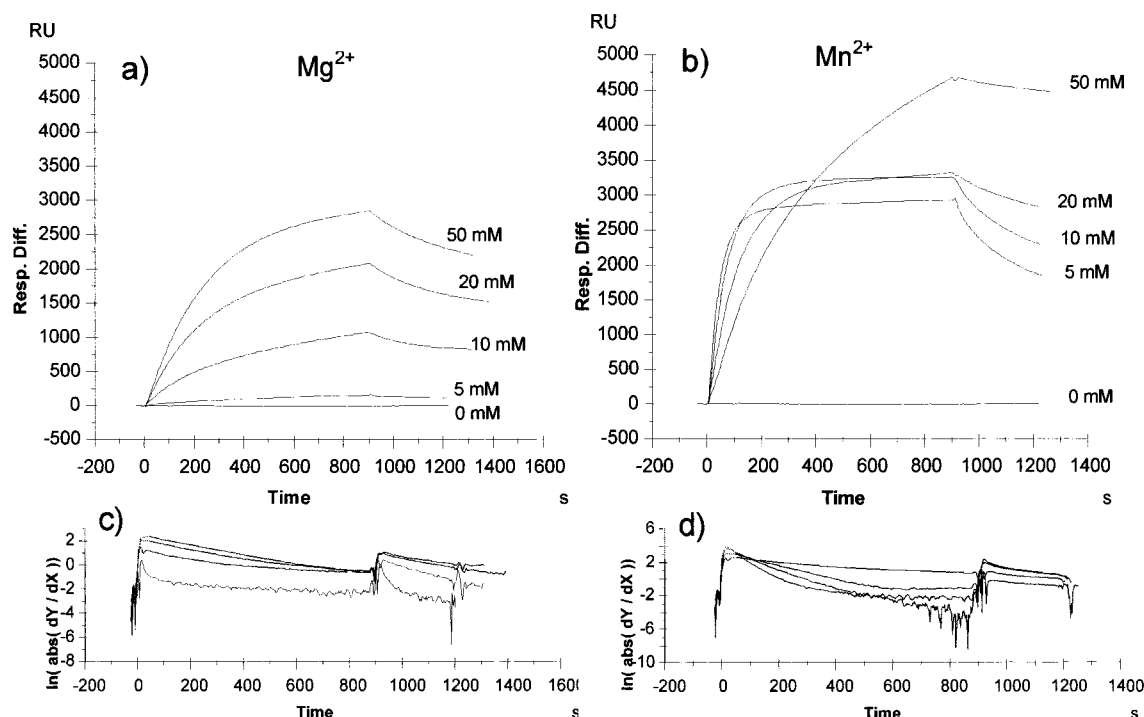 RU
a)
Mg2+
5000
4500
4000
3500
3000
2500
2000
1500
1000
500
0
-500
Resp. Diff.
50 mM
20 mM
10 mM
5 mM
0 mM
-200 0 200 400 600 800 1000 1200 1400 1600
Time s
RU
b)
Mn2+
5000
4500
4000
3500
3000
2500
2000
1500
1000
500
0
-500
Resp. Diff.
50 mM
20 mM
10 mM
5 mM
0 mM
-200 0 200 400 600 800 1000 1200 1400
Time s
c)
ln( abs( dY / dX ))
2
0
-2
-4
-6
-8
-200 0 200 400 600 800 1000 1200 1400 1600
Time s
d)
ln( abs( dY / dX ))
6
2
-2
-6
-10
-200 0 200 400 600 800 1000 1200 1400
Time s